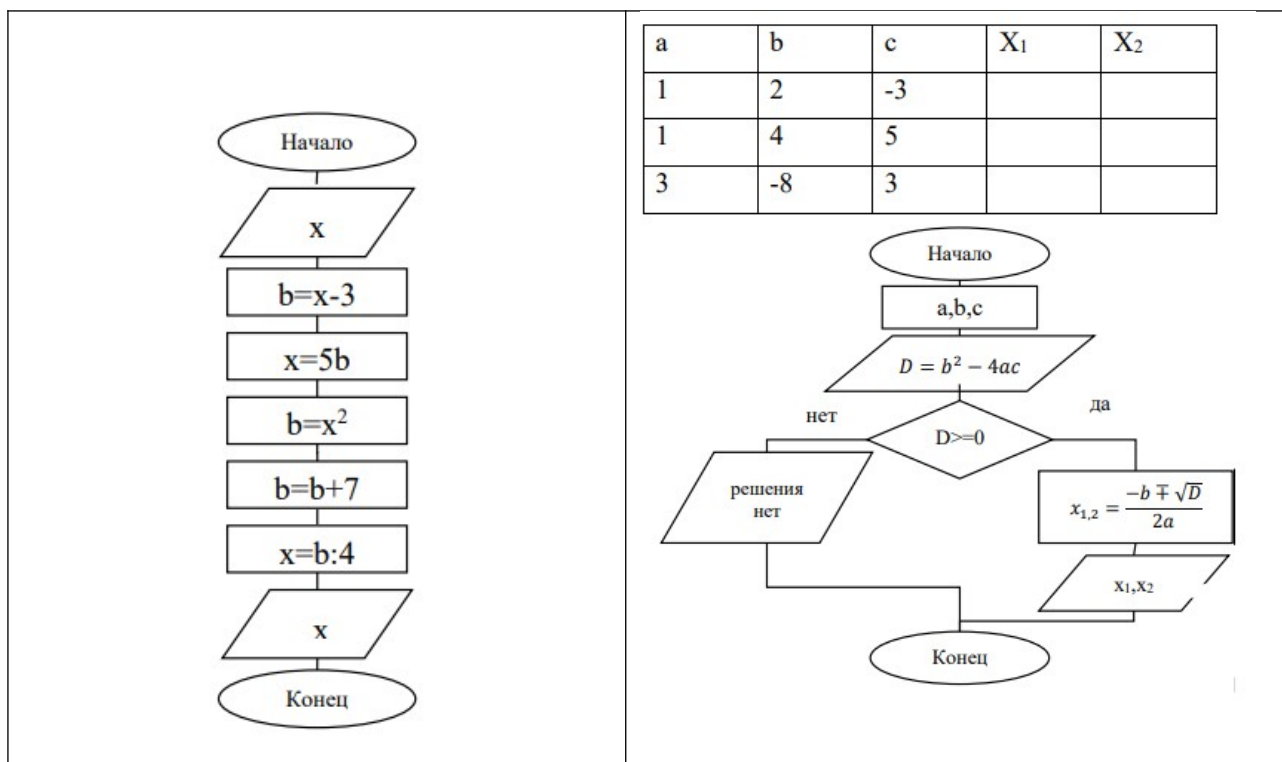 Начало
x
b=x-3
x=5b
b=x²
b=b+7
x=b:4
x
Конец
a b c X₁ X₂
1 2 -3
1 4 5
3 -8 3
Начало
a,b,c
D = b² − 4ac
нет да
D>=0
решения
нет
x₁,₂ = (−b ∓ √D) / 2a
x₁,x₂
Конец